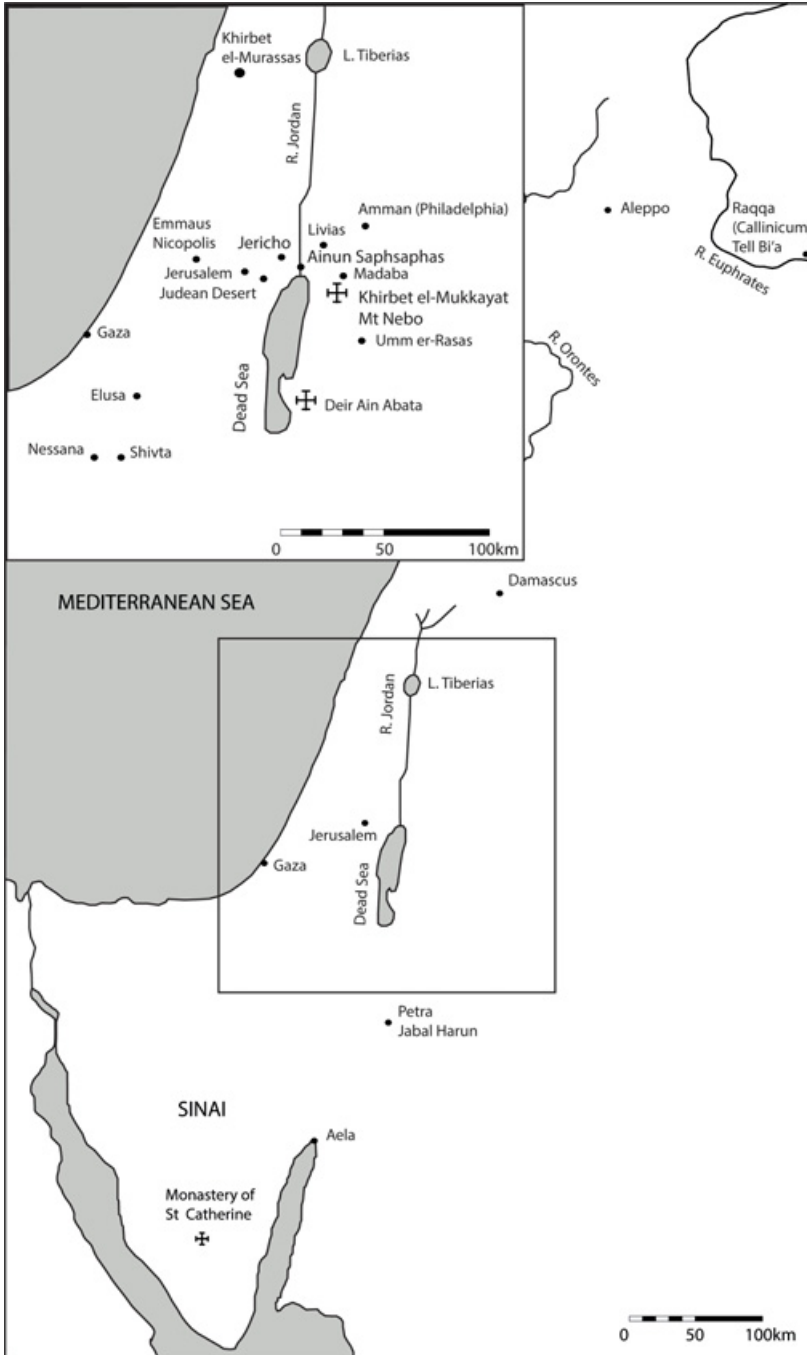 Khirbet
el-Murassas
L. Tiberias
R. Jordan
Amman (Philadelphia)
Emmaus
Nicopolis
Jericho
Livias
Ainun Saphsaphas
Jerusalem
Madaba
Judean Desert
Khirbet el-Mukkayat
Mt Nebo
Gaza
Umm er-Rasas
Dead Sea
Elusa
Deir Ain Abata
Nessana
Shivta
0 50 100km
Aleppo
Raqqa
(Callinicum)
Tell Bi'a
R. Euphrates
R. Orontes
MEDITERRANEAN SEA
Damascus
L. Tiberias
R. Jordan
Jerusalem
Gaza
Dead Sea
Petra
Jabal Harun
SINAI
Aela
Monastery of
St Catherine
0 50 100km